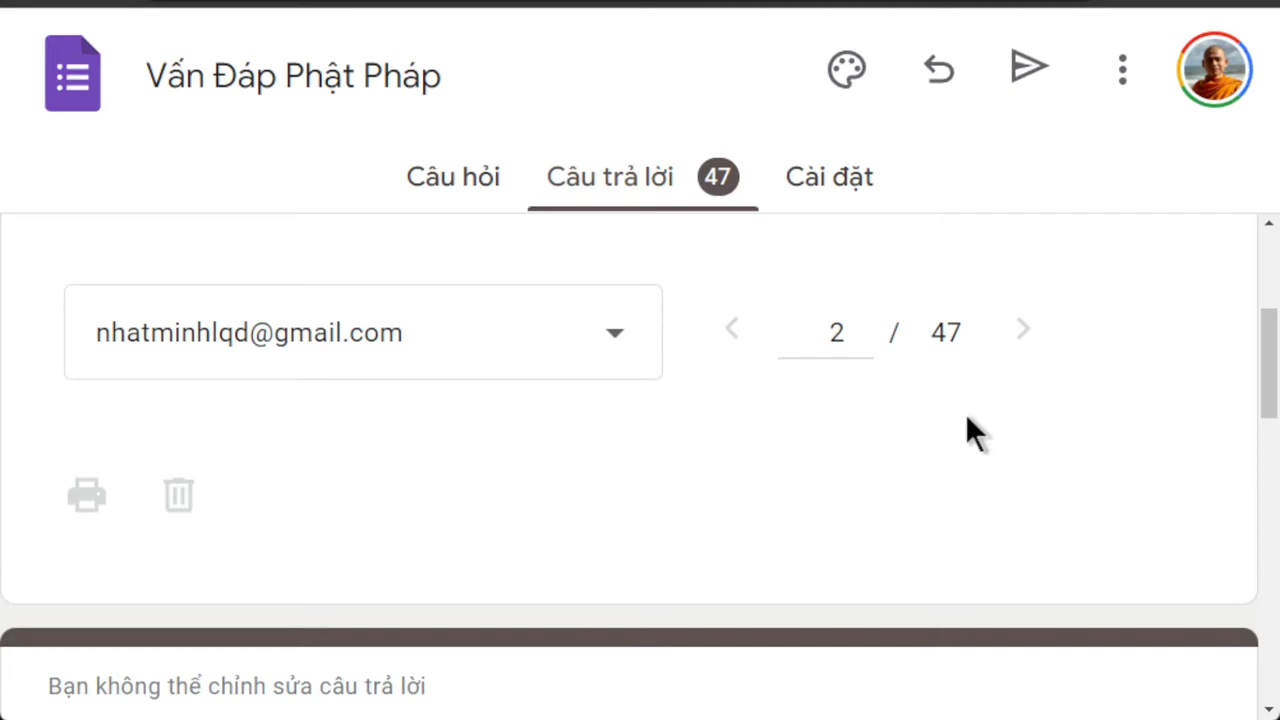 Vấn Đáp Phật Pháp
Câu hỏi Câu trả lời 47 Cài đặt
nhatminhlqd@gmail.com 2 / 47
Bạn không thể chỉnh sửa câu trả lời